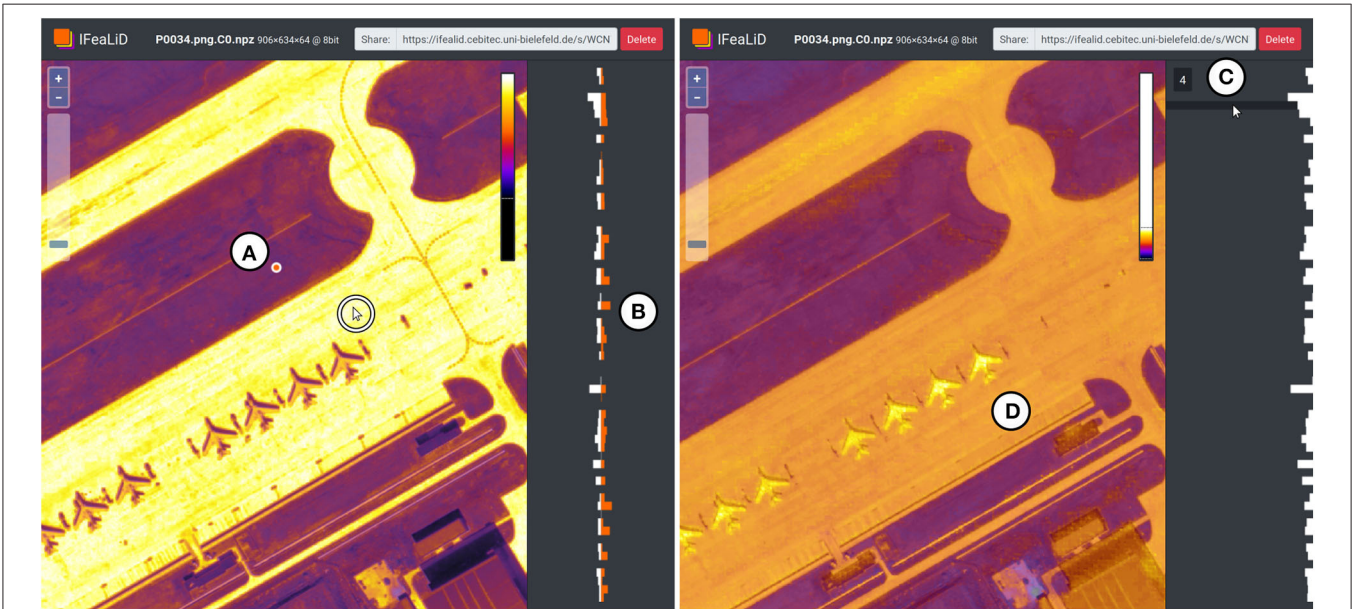 IFeaLiD P0034.png.C0.npz 906×634×64 @ 8bit Share: https://ifealid.cebitec.uni-bielefeld.de/s/WCN Delete
+
−
A
B
IFeaLiD P0034.png.C0.npz 906×634×64 @ 8bit Share: https://ifealid.cebitec.uni-bielefeld.de/s/WCN Delete
+
−
4
C
D